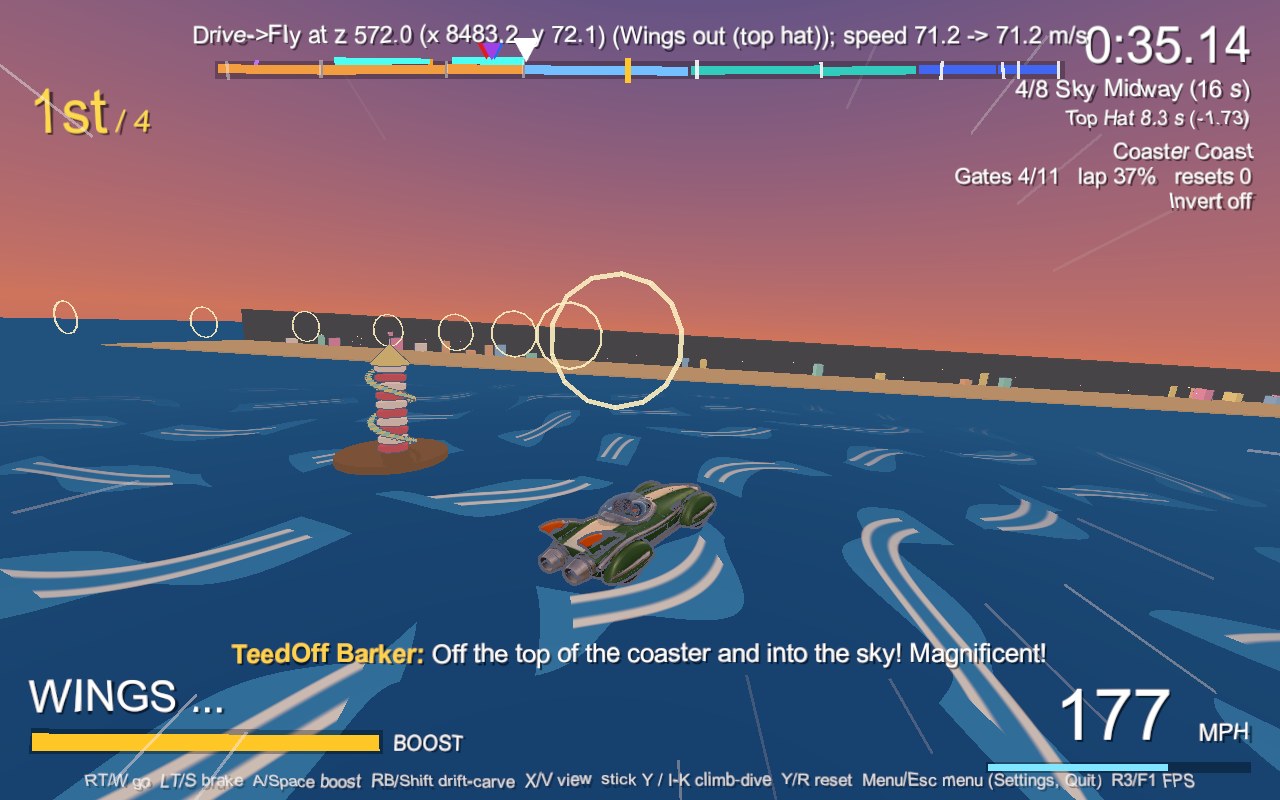 Drive->Fly at z 572.0 (x 8483.2 y 72.1) (Wings out (top hat)); speed 71.2 -> 71.2 m/s
0:35.14
1st / 4
4/8 Sky Midway (16 s)
Top Hat 8.3 s (-1.73)
Coaster Coast
Gates 4/11 lap 37% resets 0
Invert off
TeedOff Barker: Off the top of the coaster and into the sky! Magnificent!
WINGS ...
BOOST
177 MPH
RT/W go LT/S brake A/Space boost RB/Shift drift-carve X/V view stick Y / I-K climb-dive Y/R reset Menu/Esc menu (Settings, Quit) R3/F1 FPS